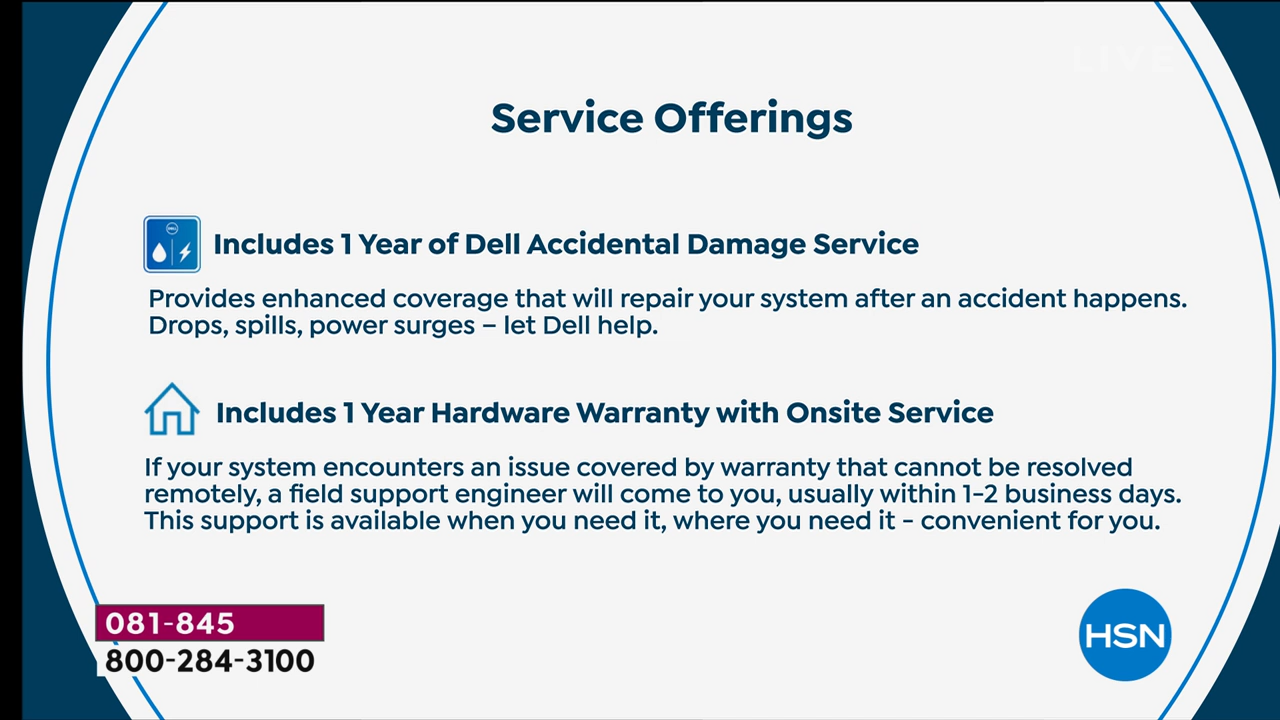 LIVE
Service Offerings
Includes 1 Year of Dell Accidental Damage Service
Provides enhanced coverage that will repair your system after an accident happens.
Drops, spills, power surges – let Dell help.
Includes 1 Year Hardware Warranty with Onsite Service
If your system encounters an issue covered by warranty that cannot be resolved
remotely, a field support engineer will come to you, usually within 1-2 business days.
This support is available when you need it, where you need it - convenient for you.
081-845
800-284-3100
HSN